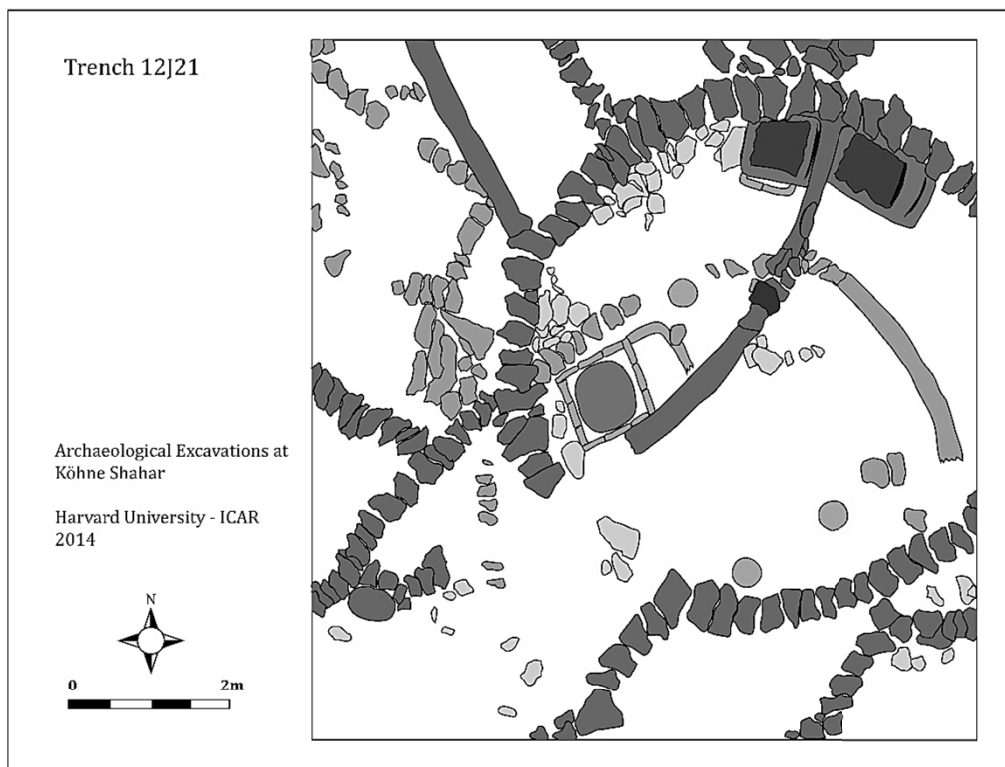 Trench 12J21
Archaeological Excavations at
Köhne Shahar
Harvard University - ICAR
2014
N
0 2m